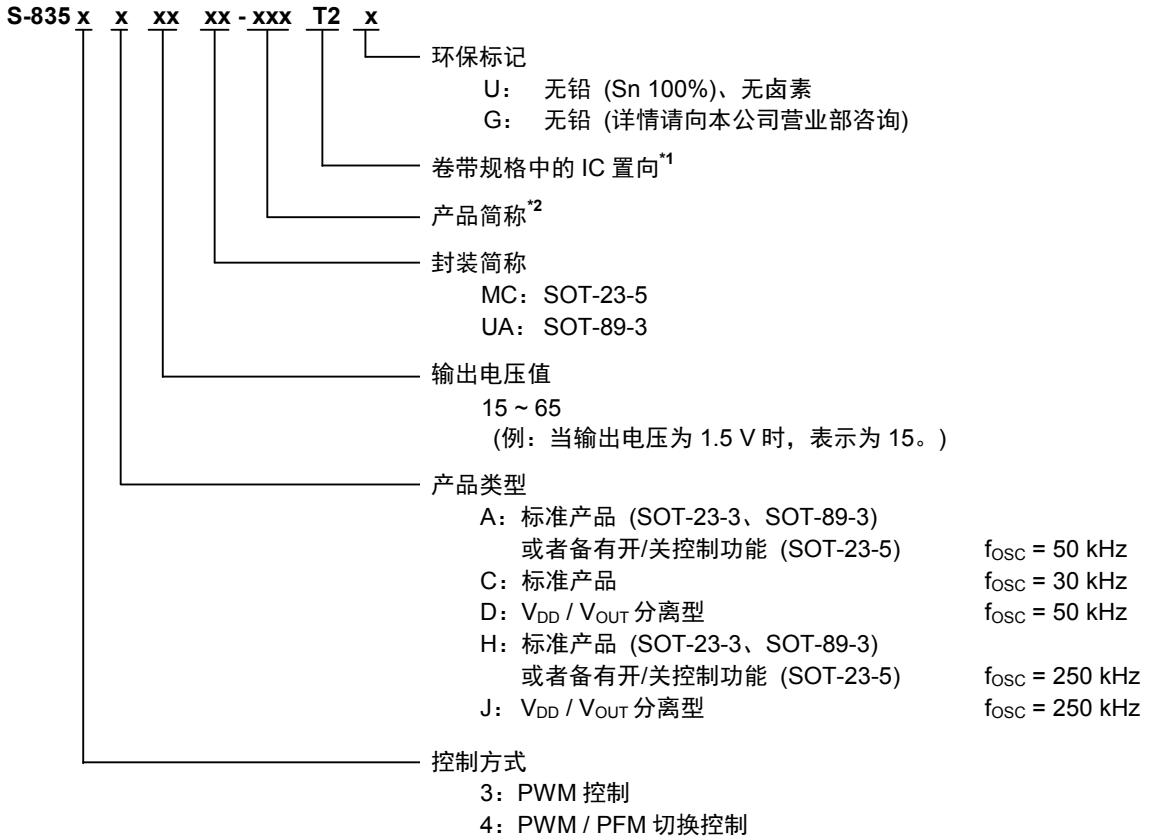 S-835 x x xx xx - xxx T2 x
环保标记
U： 无铅 (Sn 100%)、无卤素
G： 无铅 (详情请向本公司营业部咨询)
卷带规格中的 IC 置向*1
产品简称*2
封装简称
MC：SOT-23-5
UA： SOT-89-3
输出电压值
15 ~ 65
(例：当输出电压为 1.5 V 时，表示为 15。)
产品类型
A：标准产品 (SOT-23-3、SOT-89-3)
或者备有开/关控制功能 (SOT-23-5) fOSC = 50 kHz
C：标准产品 fOSC = 30 kHz
D：VDD / VOUT 分离型 fOSC = 50 kHz
H：标准产品 (SOT-23-3、SOT-89-3)
或者备有开/关控制功能 (SOT-23-5) fOSC = 250 kHz
J：VDD / VOUT 分离型 fOSC = 250 kHz
控制方式
3：PWM 控制
4：PWM / PFM 切换控制